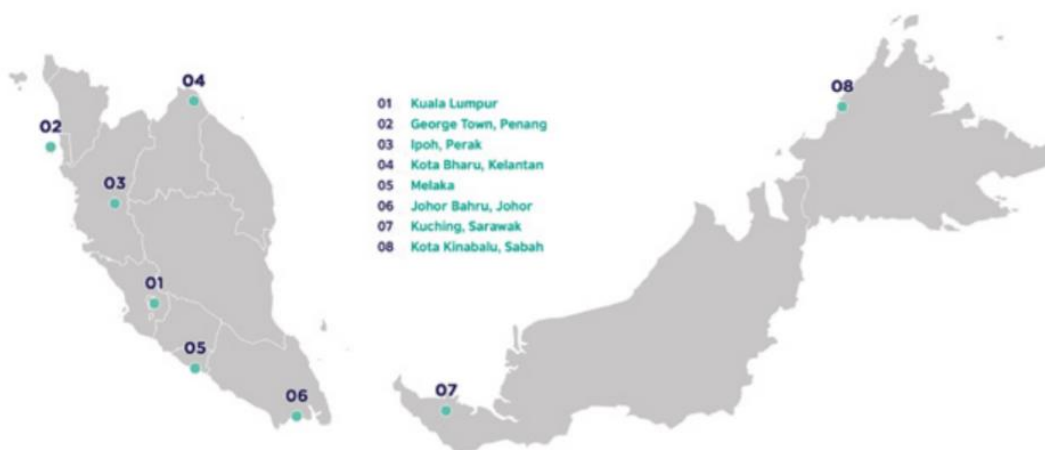 04
08
02
03
01
05
06
07
01 Kuala Lumpur
02 George Town, Penang
03 Ipoh, Perak
04 Kota Bharu, Kelantan
05 Melaka
06 Johor Bahru, Johor
07 Kuching, Sarawak
08 Kota Kinabalu, Sabah